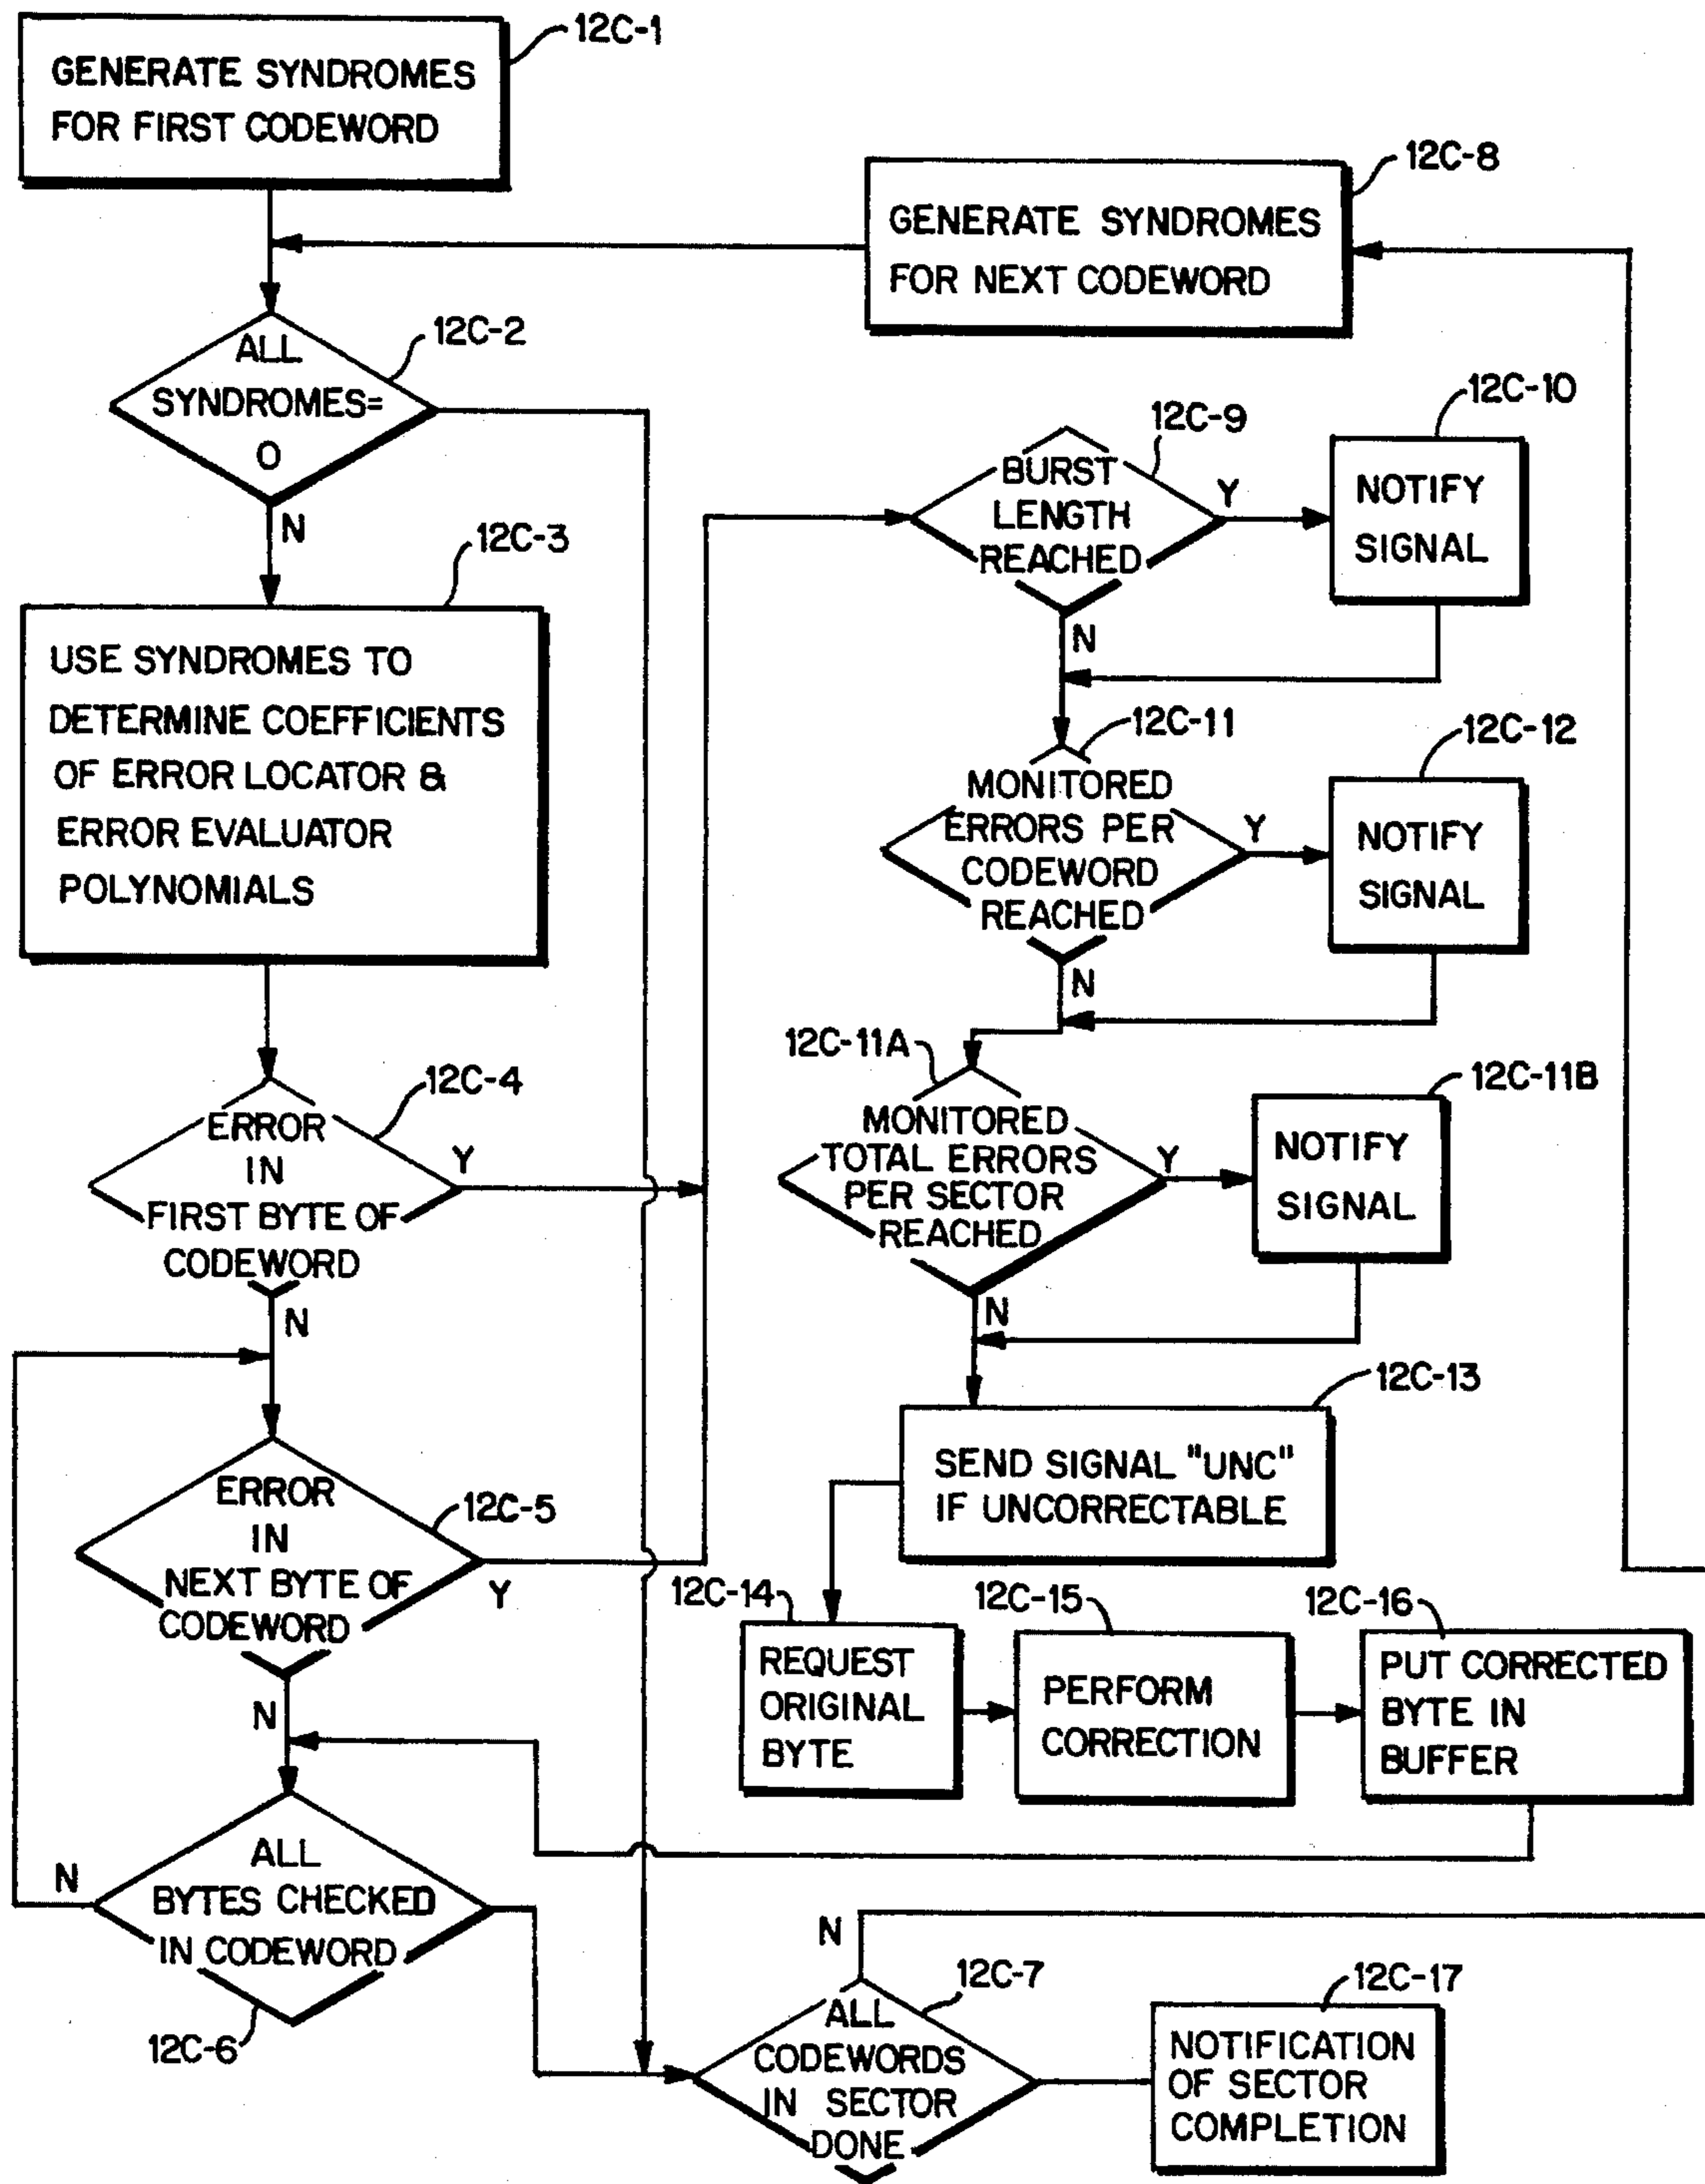 12C-1
GENERATE SYNDROMES
FOR FIRST CODEWORD
12C-8
GENERATE SYNDROMES
FOR NEXT CODEWORD
12C-2
ALL
SYNDROMES=
0
N
12C-3
USE SYNDROMES TO
DETERMINE COEFFICIENTS
OF ERROR LOCATOR &
ERROR EVALUATOR
POLYNOMIALS
12C-4
ERROR
IN
FIRST BYTE OF
CODEWORD
Y
N
12C-5
ERROR
IN
NEXT BYTE OF
CODEWORD
Y
N
ALL
BYTES CHECKED
IN CODEWORD
N
12C-6
12C-9
BURST
LENGTH
REACHED
Y
N
12C-10
NOTIFY
SIGNAL
12C-11
MONITORED
ERRORS PER
CODEWORD
REACHED
Y
N
12C-12
NOTIFY
SIGNAL
12C-11A
MONITORED
TOTAL ERRORS
PER SECTOR
REACHED
Y
N
12C-11B
NOTIFY
SIGNAL
12C-13
SEND SIGNAL "UNC"
IF UNCORRECTABLE
12C-14
REQUEST
ORIGINAL
BYTE
12C-15
PERFORM
CORRECTION
12C-16
PUT CORRECTED
BYTE IN
BUFFER
N
12C-7
ALL
CODEWORDS
IN SECTOR
DONE
12C-17
NOTIFICATION
OF SECTOR
COMPLETION